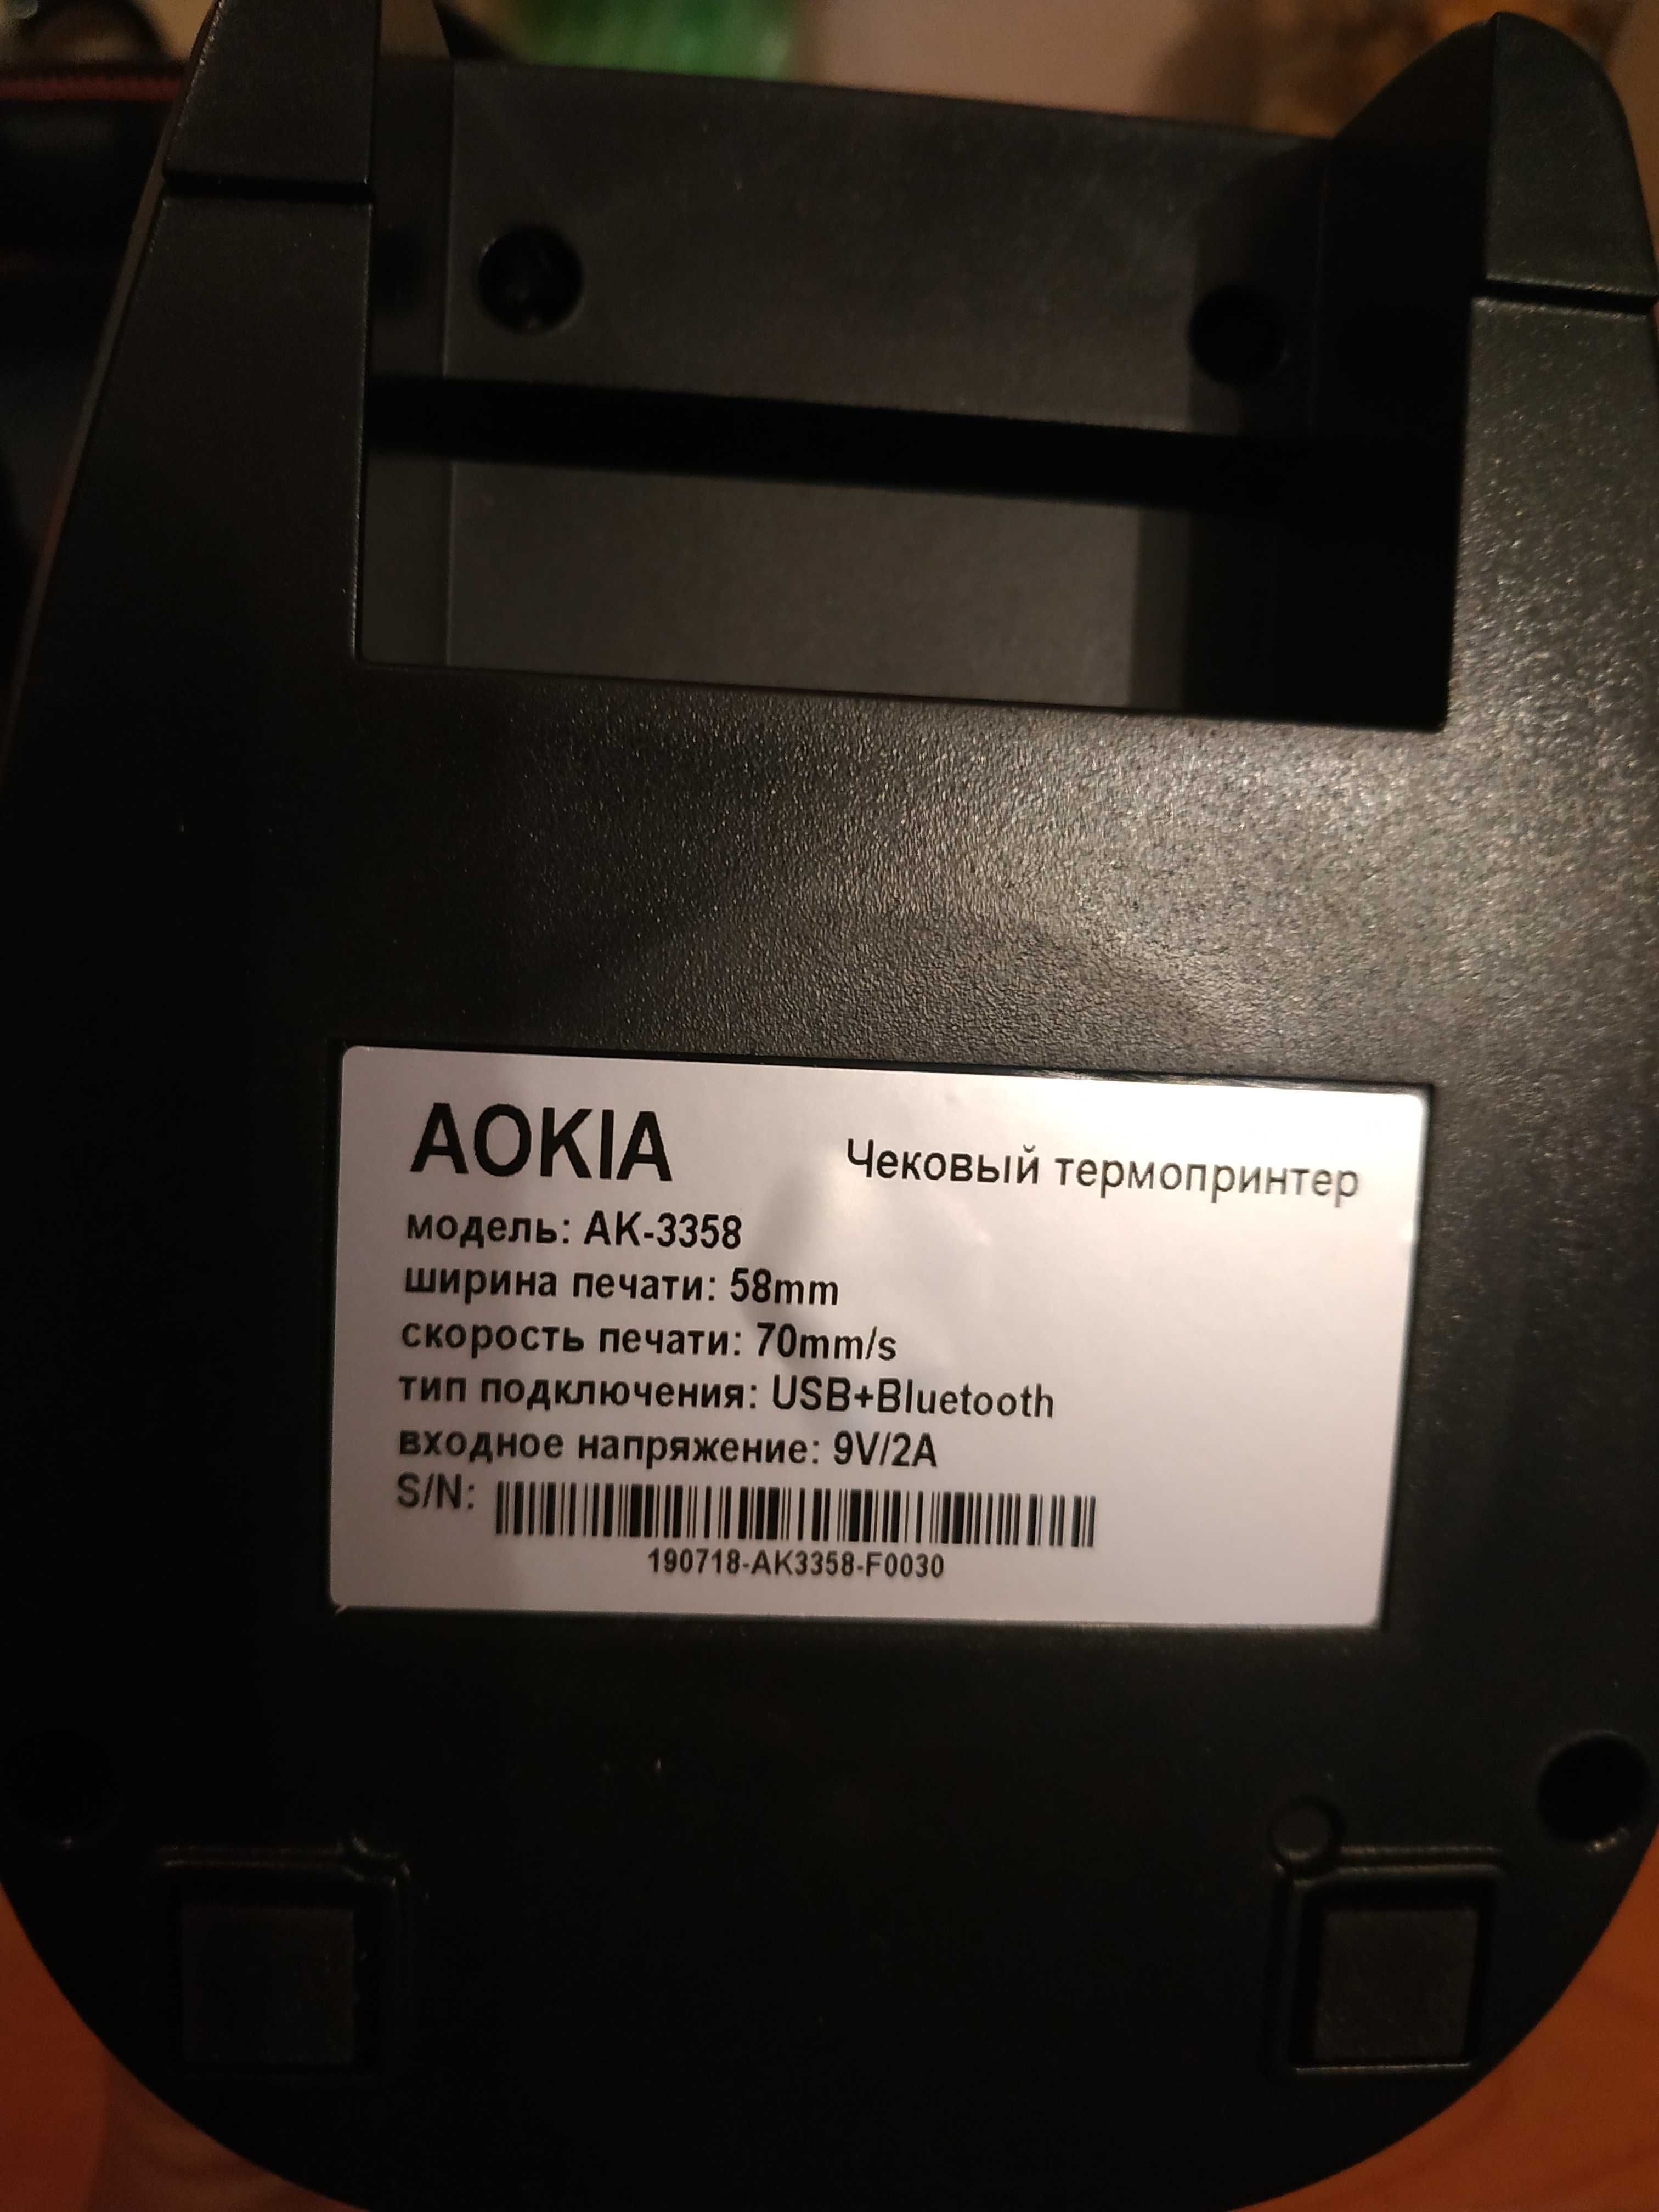 AOKIA
Чековый термопринтер
модель: AK-3358
ширина печати: 58mm
скорость печати: 70mm/s
тип подключения: USB+Bluetooth
входное напряжение: 9V/2A
S/N:
190718-AK3358-F0030